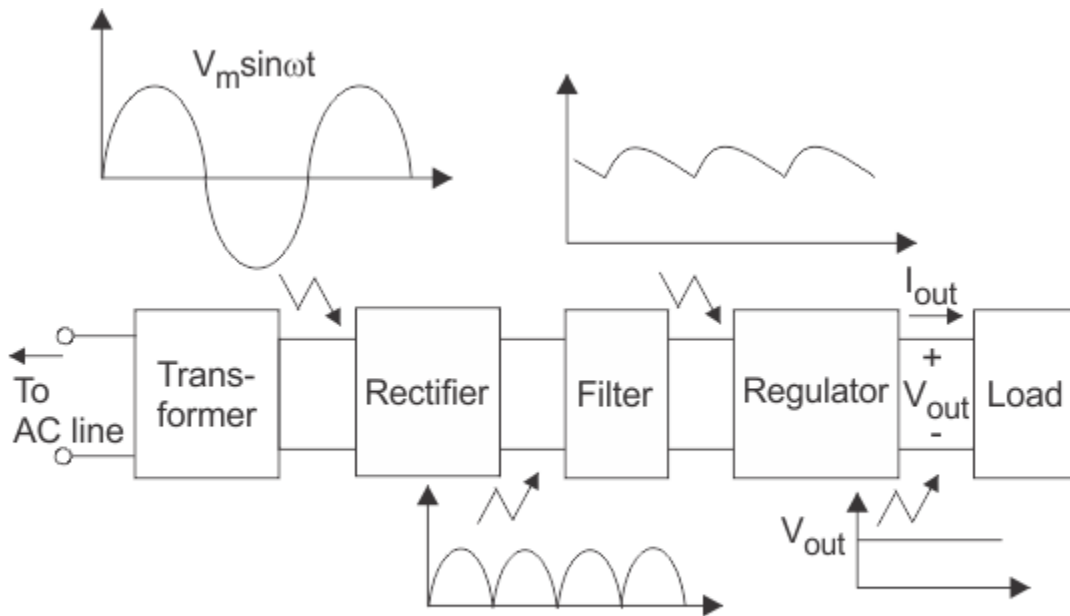 Vmsinωt
Iout
To
AC line
Trans-
former
Rectifier
Filter
Regulator
+
Vout
-
Load
Vout